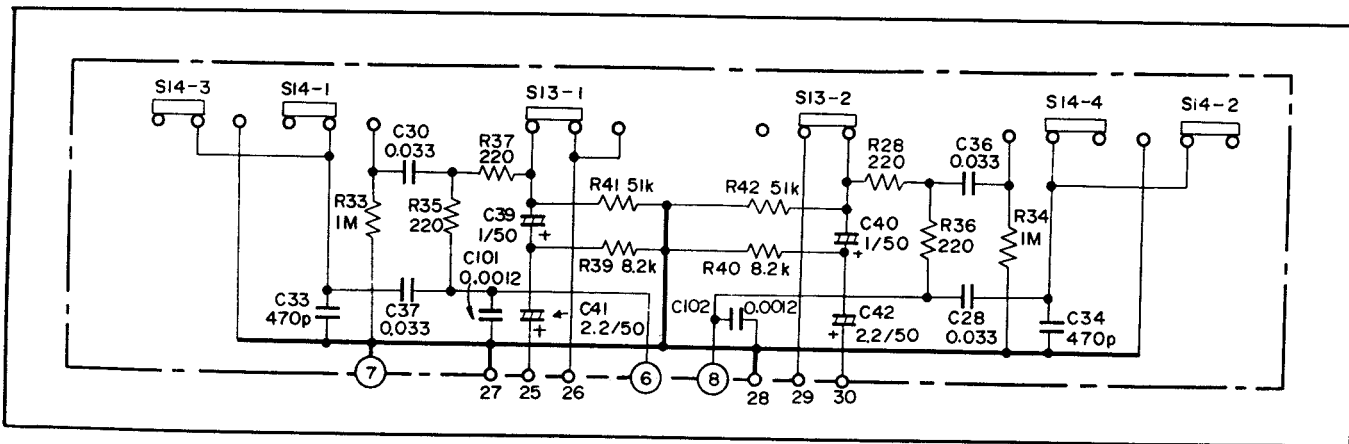 S14-3
S14-1
S13-1
S13-2
S14-4
S14-2
C30
0.033
R37
220
R28
220
C36
0.033
R33
1M
R35
220
R41 51k
R42 51k
C39
1/50
+
C40
1/50
+
R36
220
R34
1M
C101
0.0012
R39 8.2k
R40 8.2k
C33
470p
C37
0.033
C41
2.2/50
+
C102
0.0012
C42
2.2/50
+
C28
0.033
C34
470p
7
27
25
26
6
8
28
29
30